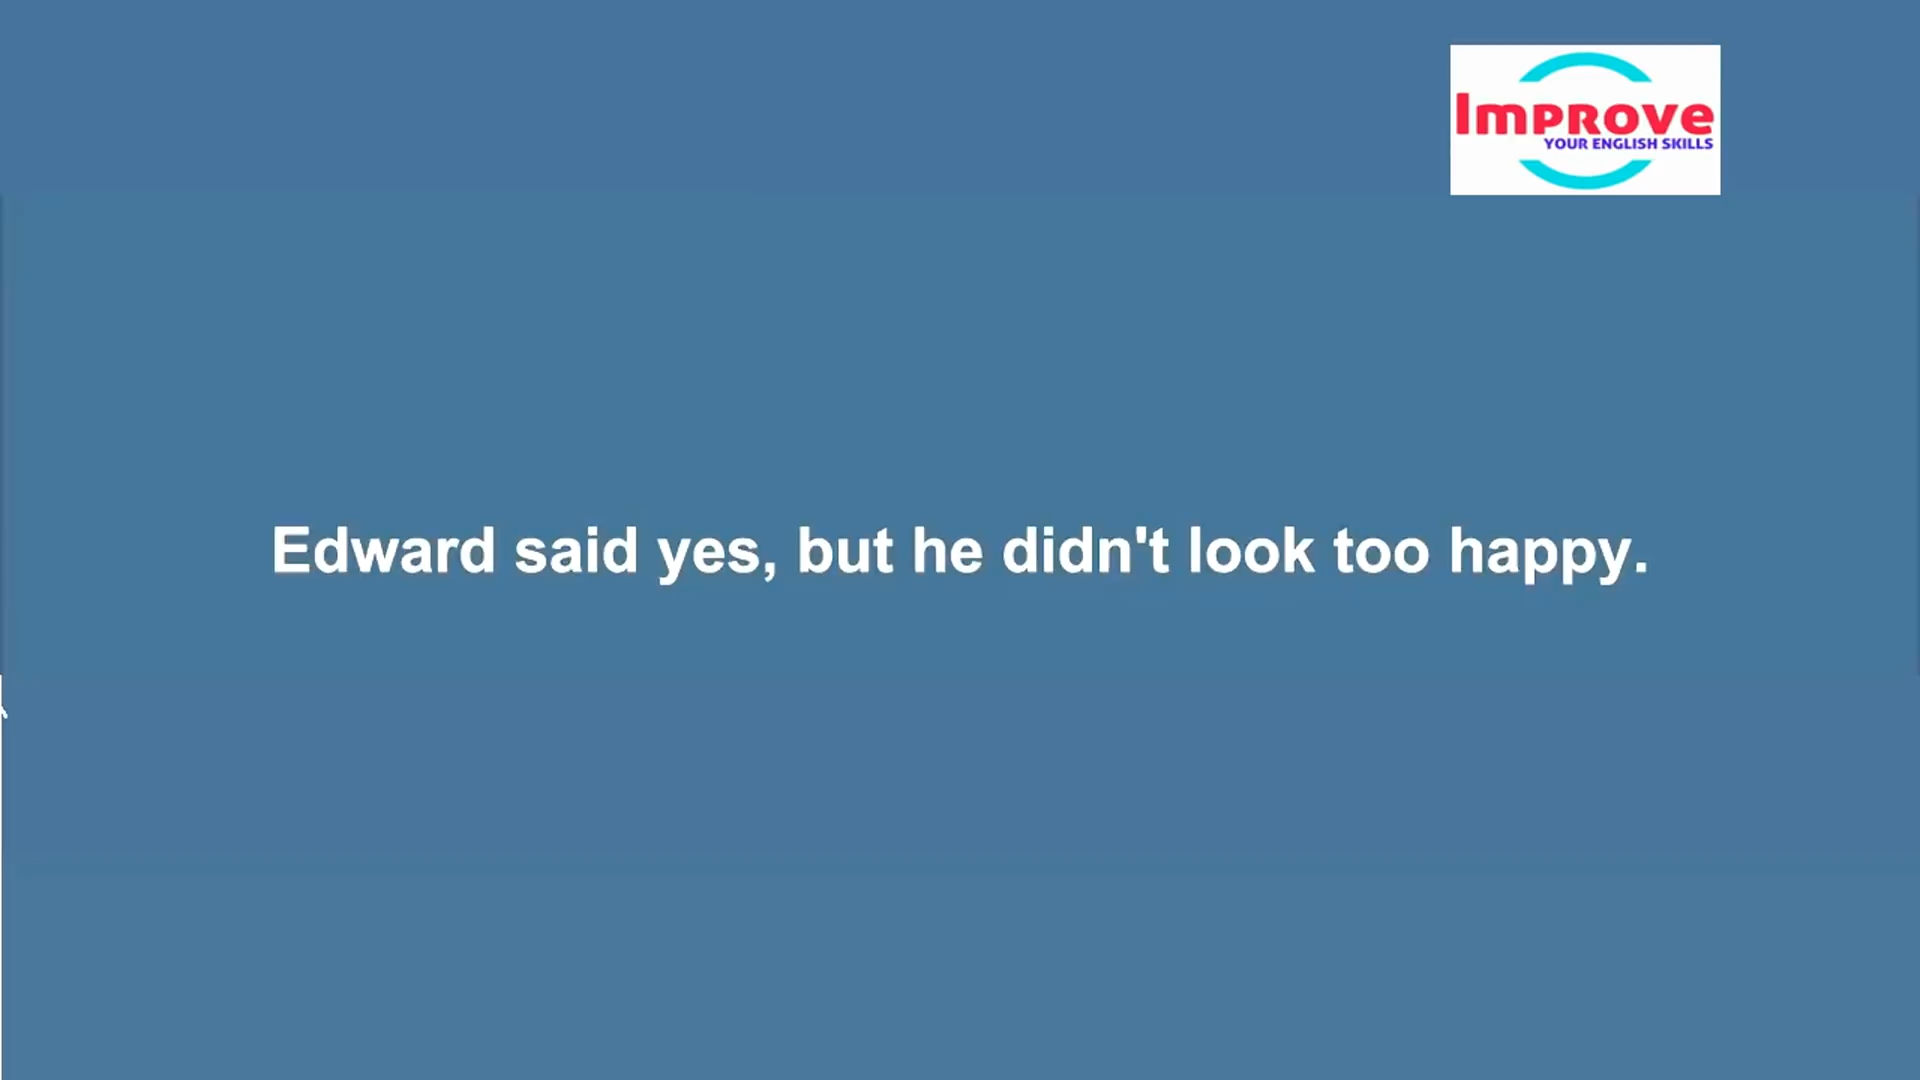 Improve
YOUR ENGLISH SKILLS
Edward said yes, but he didn't look too happy.